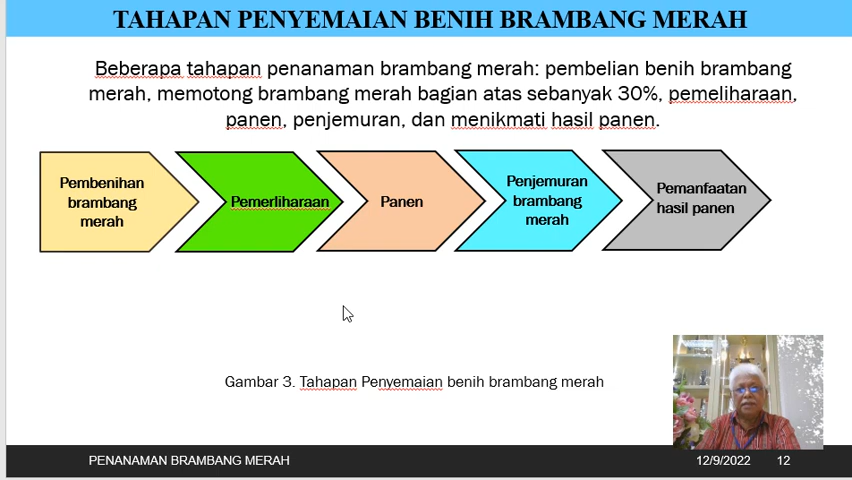 TAHAPAN PENYEMAIAN BENIH BRAMBANG MERAH
Beberapa tahapan penanaman brambang merah: pembelian benih brambang
merah, memotong brambang merah bagian atas sebanyak 30%, pemeliharaan,
panen, penjemuran, dan menikmati hasil panen.
Pembenihan
brambang
merah
Pemerliharaan
Panen
Penjemuran
brambang
merah
Pemanfaatan
hasil panen
Gambar 3. Tahapan Penyemaian benih brambang merah
PENANAMAN BRAMBANG MERAH
12/9/2022
12